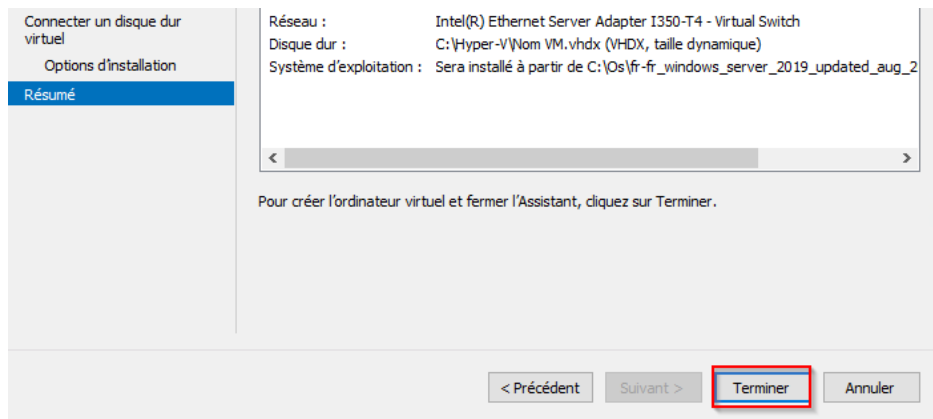 Connecter un disque dur
virtuel
Options d'installation
Résumé
Réseau : Intel(R) Ethernet Server Adapter I350-T4 - Virtual Switch
Disque dur : C:\Hyper-V\Nom VM.vhdx (VHDX, taille dynamique)
Système d'exploitation : Sera installé à partir de C:\Os\fr-fr_windows_server_2019_updated_aug_2
Pour créer l'ordinateur virtuel et fermer l'Assistant, cliquez sur Terminer.
< Précédent Suivant > Terminer Annuler